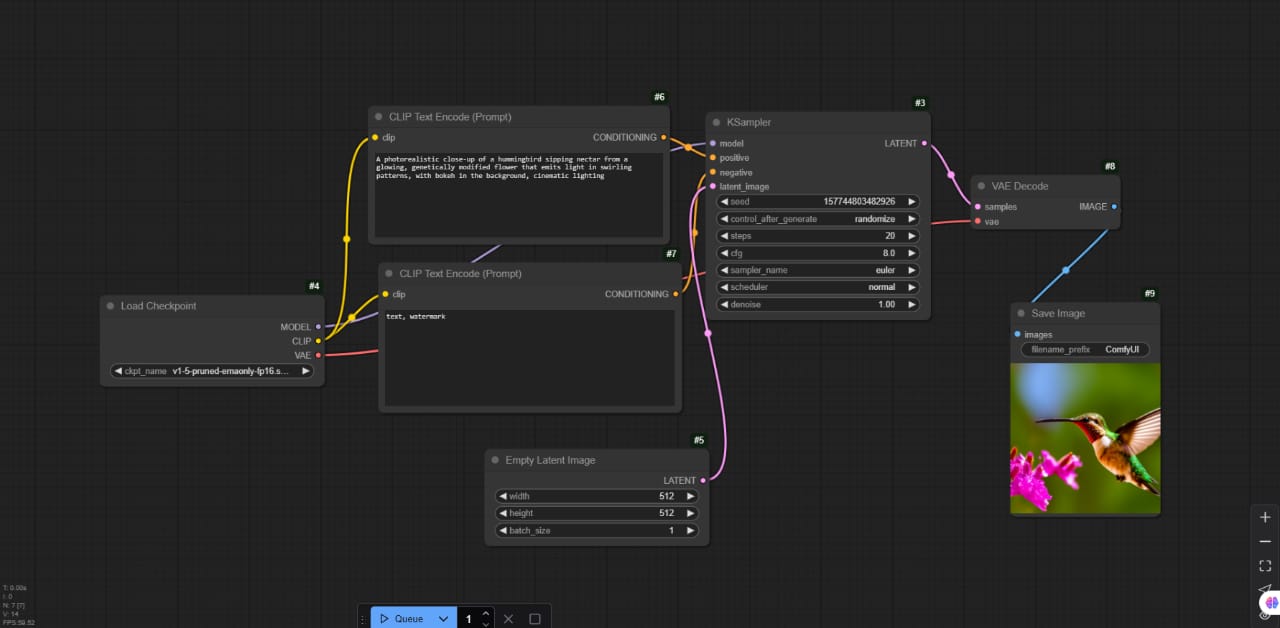 #6
CLIP Text Encode (Prompt)
clip
CONDITIONING
A photorealistic close-up of a hummingbird sipping nectar from a
glowing, genetically modified flower that emits light in swirling
patterns, with bokeh in the background, cinematic lighting
#7
CLIP Text Encode (Prompt)
clip
CONDITIONING
text, watermark
#4
Load Checkpoint
MODEL
CLIP
VAE
ckpt_name v1-5-pruned-emaonly-fp16.s...
#5
Empty Latent Image
LATENT
width 512
height 512
batch_size 1
#3
KSampler
model LATENT
positive
negative
latent_image
seed 157744803482926
control_after_generate randomize
steps 20
cfg 8.0
sampler_name euler
scheduler normal
denoise 1.00
#8
VAE Decode
samples IMAGE
vae
#9
Save Image
images
filename_prefix ComfyUI
T: 0.00s
I: 0
N: 7 [7]
V: 14
FPS:59.52
Queue 1